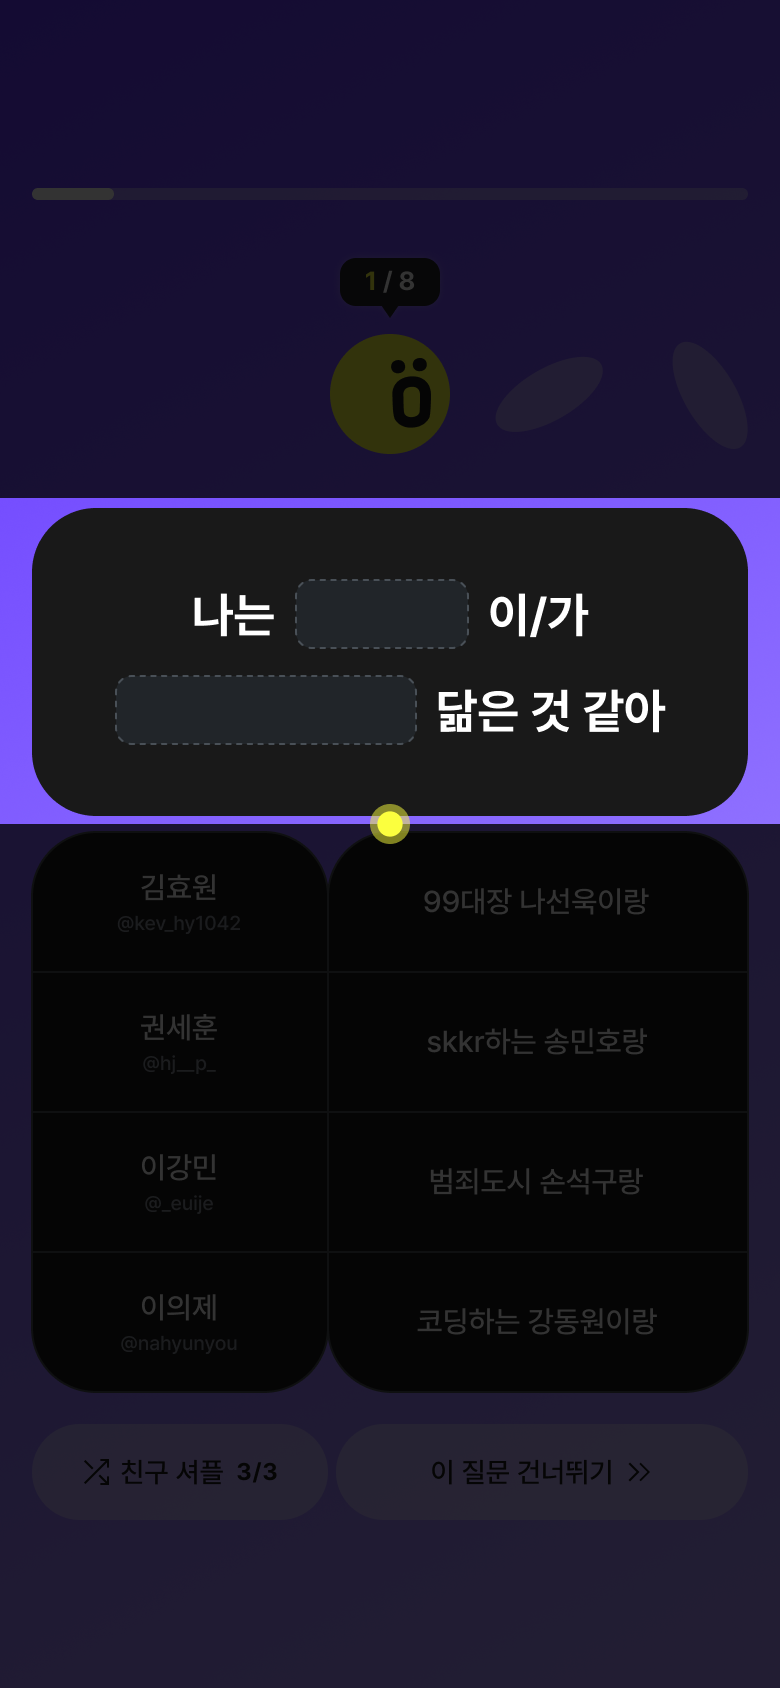 1 / 8
ö
나는 이/가
닮은 것 같아
김효원
@kev_hy1042
99대장 나선욱이랑
권세훈
@hj__p_
skkr하는 송민호랑
이강민
@_euije
범죄도시 손석구랑
이의제
@nahyunyou
코딩하는 강동원이랑
친구 셔플 3/3
이 질문 건너뛰기